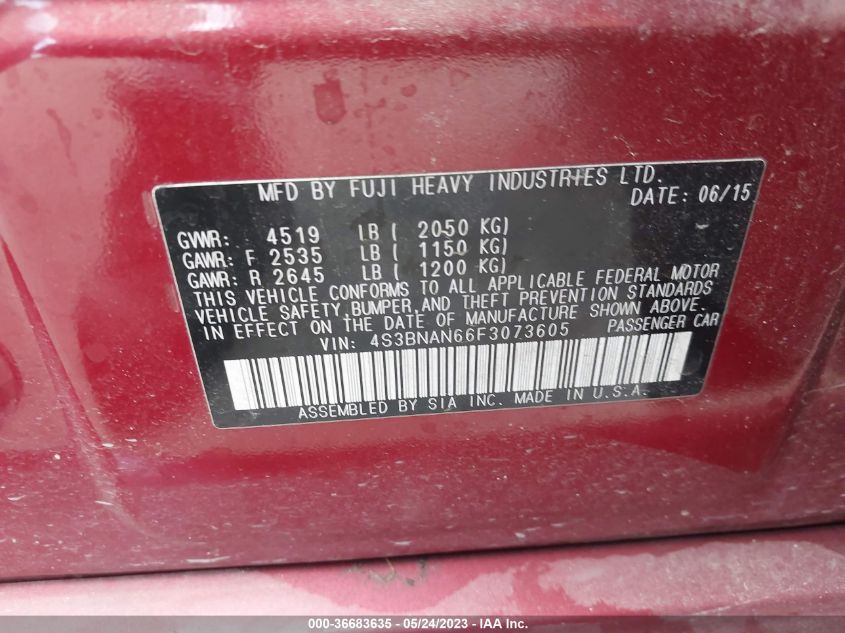 MFD BY FUJI HEAVY INDUSTRIES LTD.
DATE: 06/15
GVWR: 4519 LB ( 2050 KG)
GAWR: F 2535 LB ( 1150 KG)
GAWR: R 2645 LB ( 1200 KG)
THIS VEHICLE CONFORMS TO ALL APPLICABLE FEDERAL MOTOR
VEHICLE SAFETY, BUMPER, AND THEFT PREVENTION STANDARDS
IN EFFECT ON THE DATE OF MANUFACTURE SHOWN ABOVE.
VIN: 4S3BNAN66F3073605 PASSENGER CAR
ASSEMBLED BY SIA INC. MADE IN U.S.A.
000-36683635 - 05/24/2023 - IAA Inc.